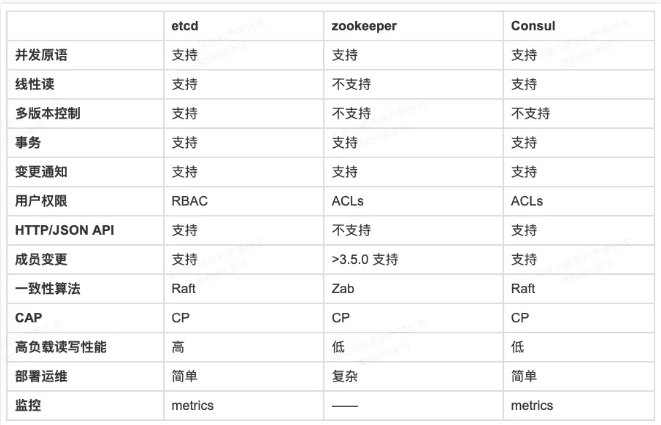 etcd zookeeper Consul
并发原语 支持 支持 支持
线性读 支持 不支持 支持
多版本控制 支持 不支持 不支持
事务 支持 支持 支持
变更通知 支持 支持 支持
用户权限 RBAC ACLs ACLs
HTTP/JSON API 支持 不支持 支持
成员变更 支持 >3.5.0 支持 支持
一致性算法 Raft Zab Raft
CAP CP CP CP
高负载读写性能 高 低 低
部署运维 简单 复杂 简单
监控 metrics —— metrics